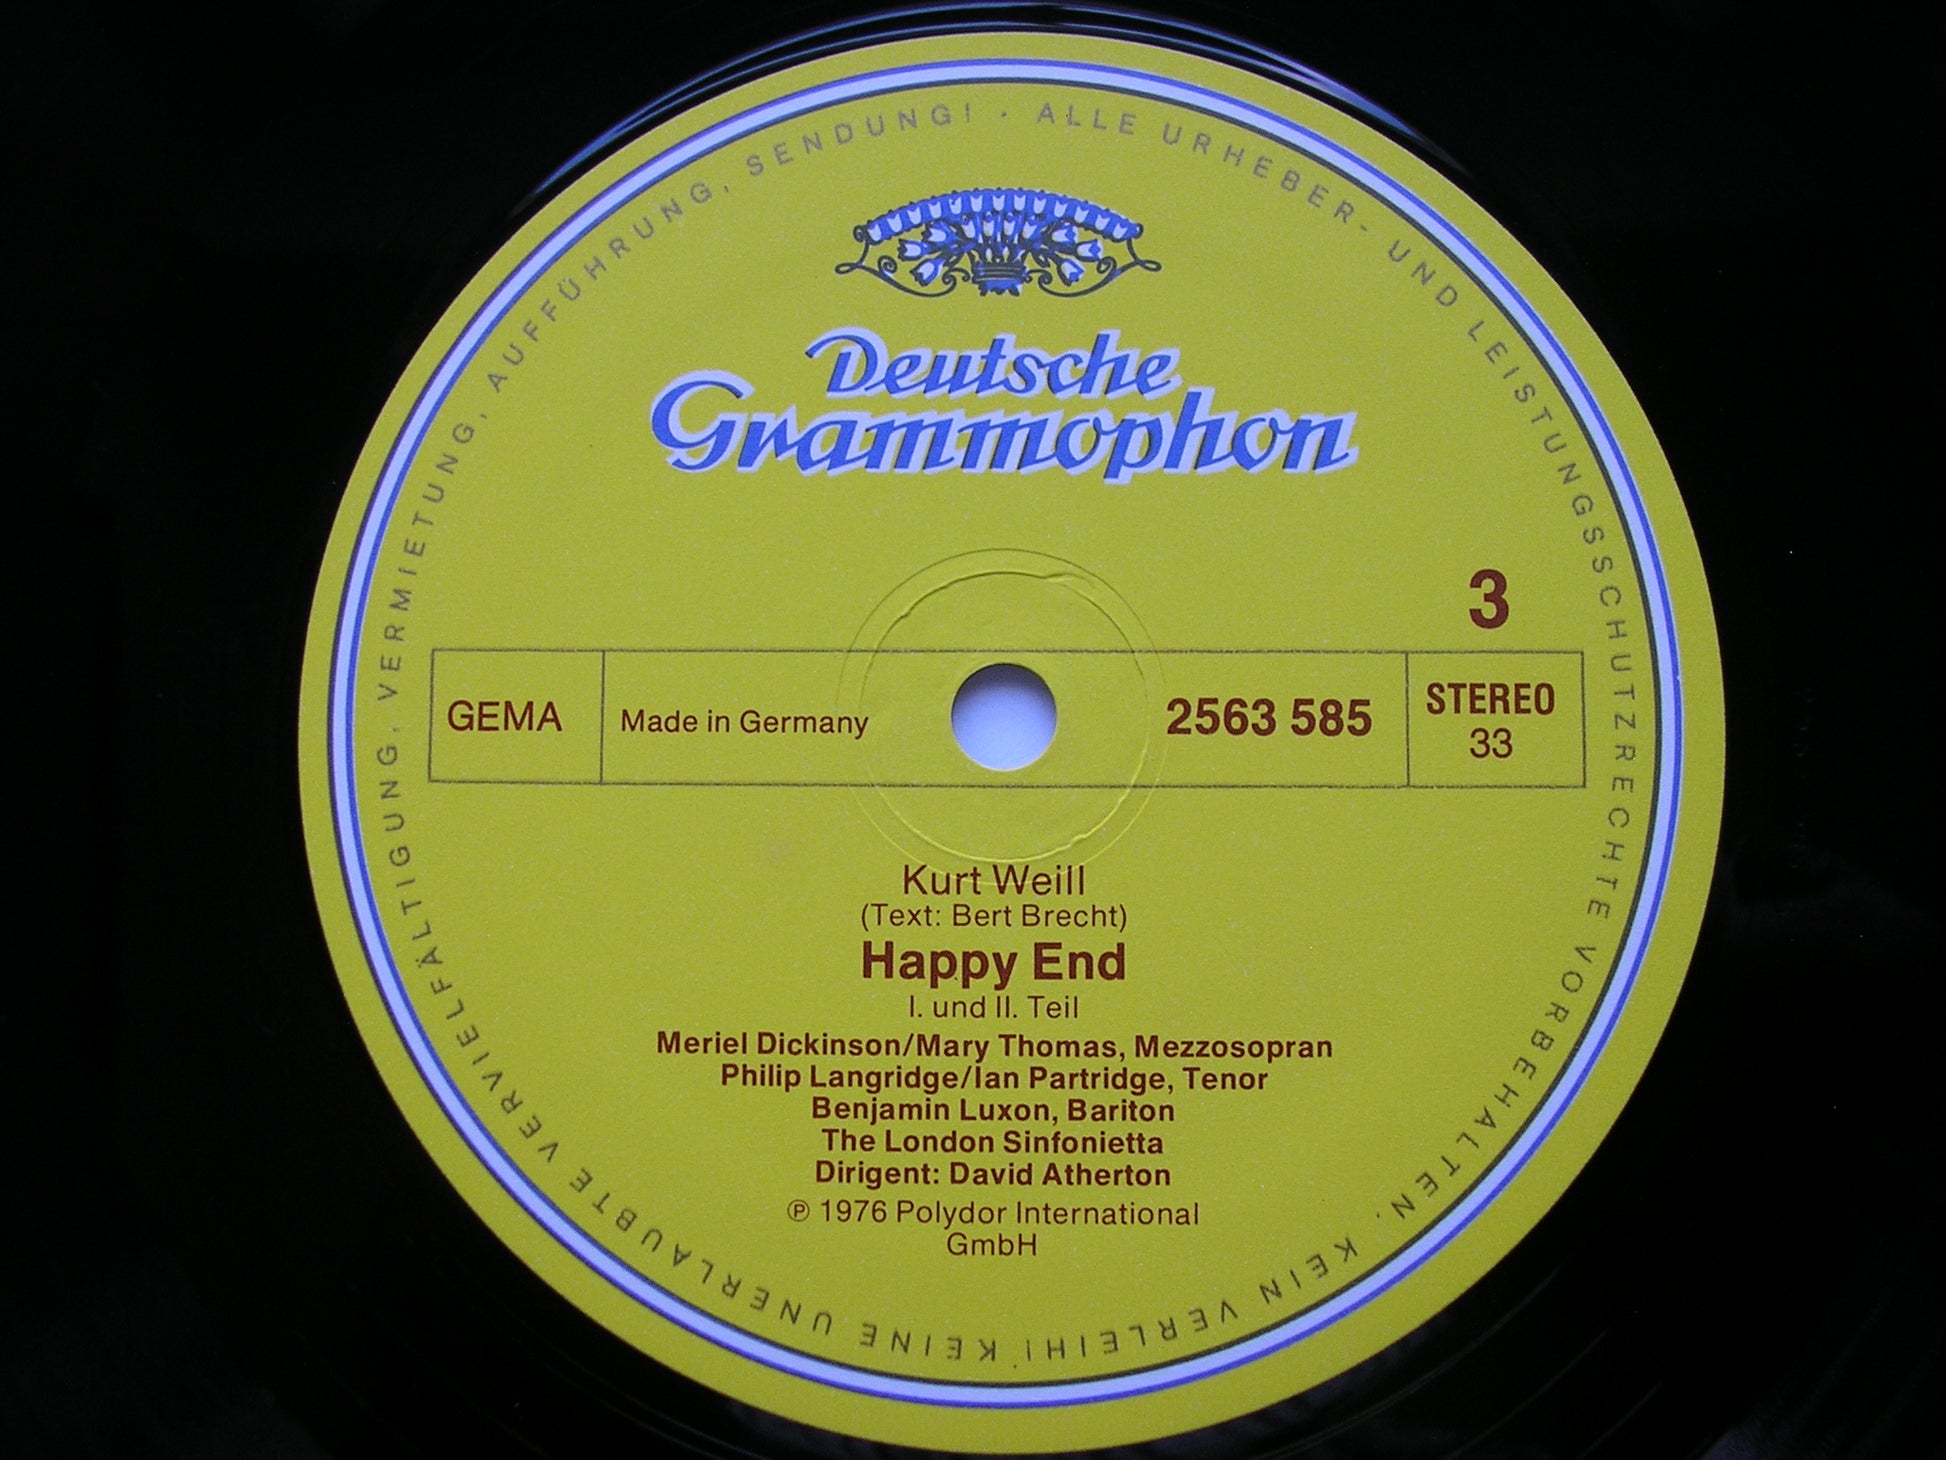 ALLE URHEBER- UND LEISTUNGSSCHUTZRECHTE VORBEHALTEN. KEIN VERLEIH! KEINE UNERLAUBTE VERVIELFÄLTIGUNG, VERMIETUNG, AUFFÜHRUNG, SENDUNG! ·
Deutsche
Grammophon
3
GEMA
Made in Germany
2563 585
STEREO
33
Kurt Weill
(Text: Bert Brecht)
Happy End
I. und II. Teil
Meriel Dickinson/Mary Thomas, Mezzosopran
Philip Langridge/Ian Partridge, Tenor
Benjamin Luxon, Bariton
The London Sinfonietta
Dirigent: David Atherton
℗ 1976 Polydor International
GmbH